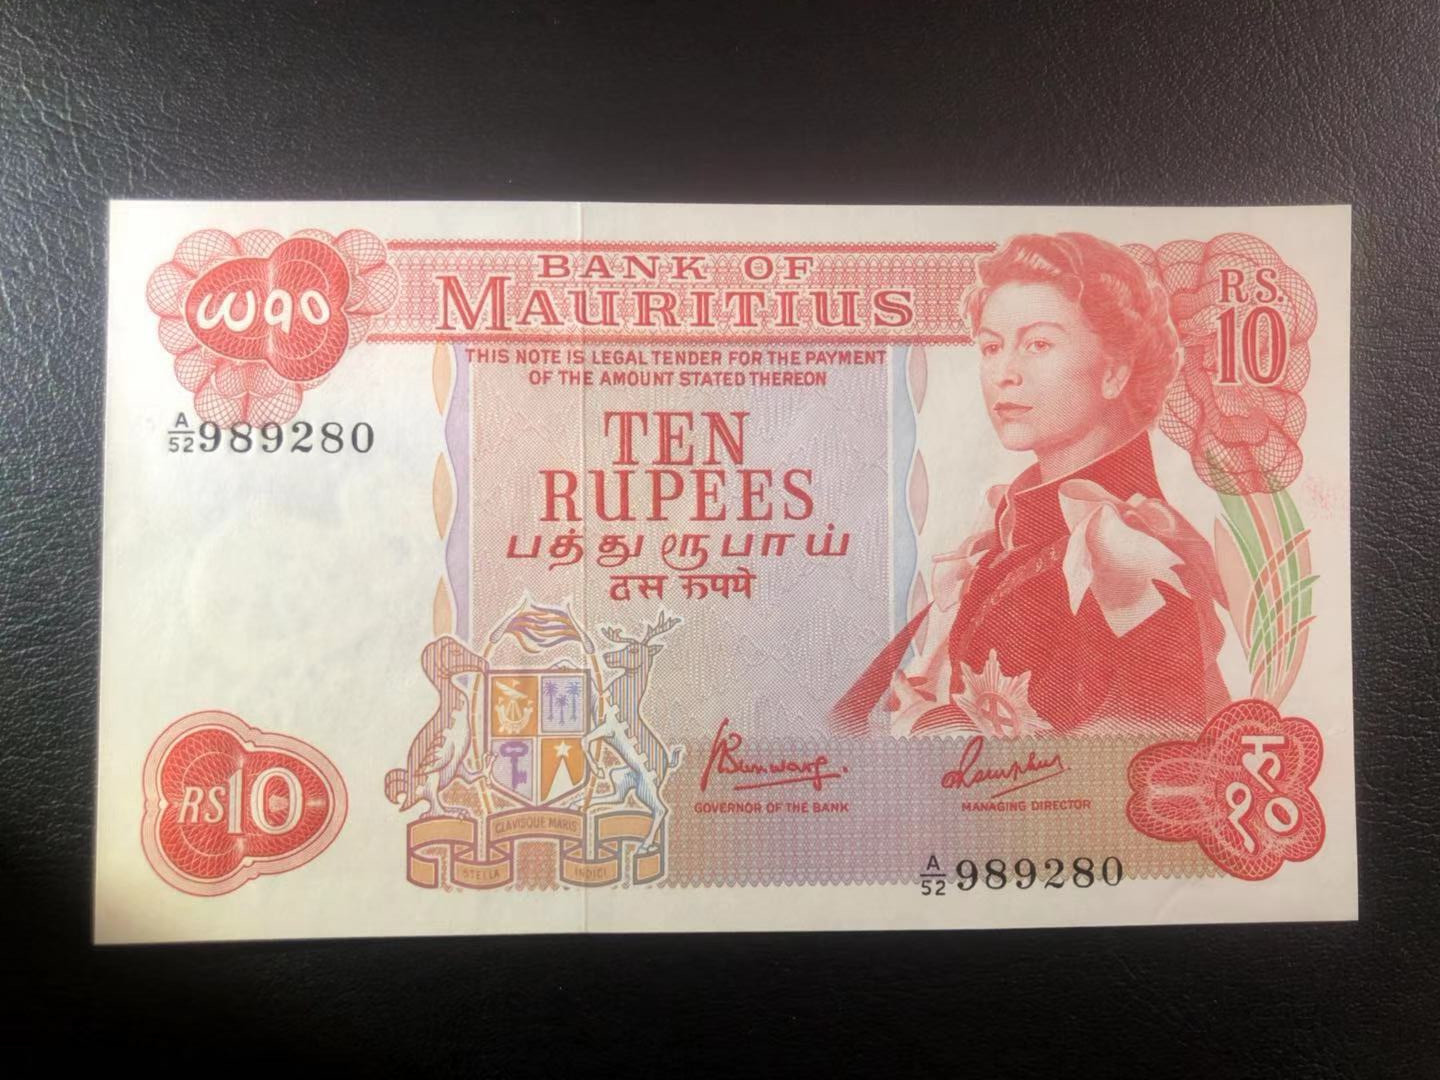 BANK OF
MAURITIUS
RS.
10
THIS NOTE IS LEGAL TENDER FOR THE PAYMENT
OF THE AMOUNT STATED THEREON
A/52 989280
TEN
RUPEES
பத்து ரூபாய்
दस रुपये
RS10
CLAVISQUE MARIS
STELLA INDICI
GOVERNOR OF THE BANK
MANAGING DIRECTOR
रु
१०
A/52 989280